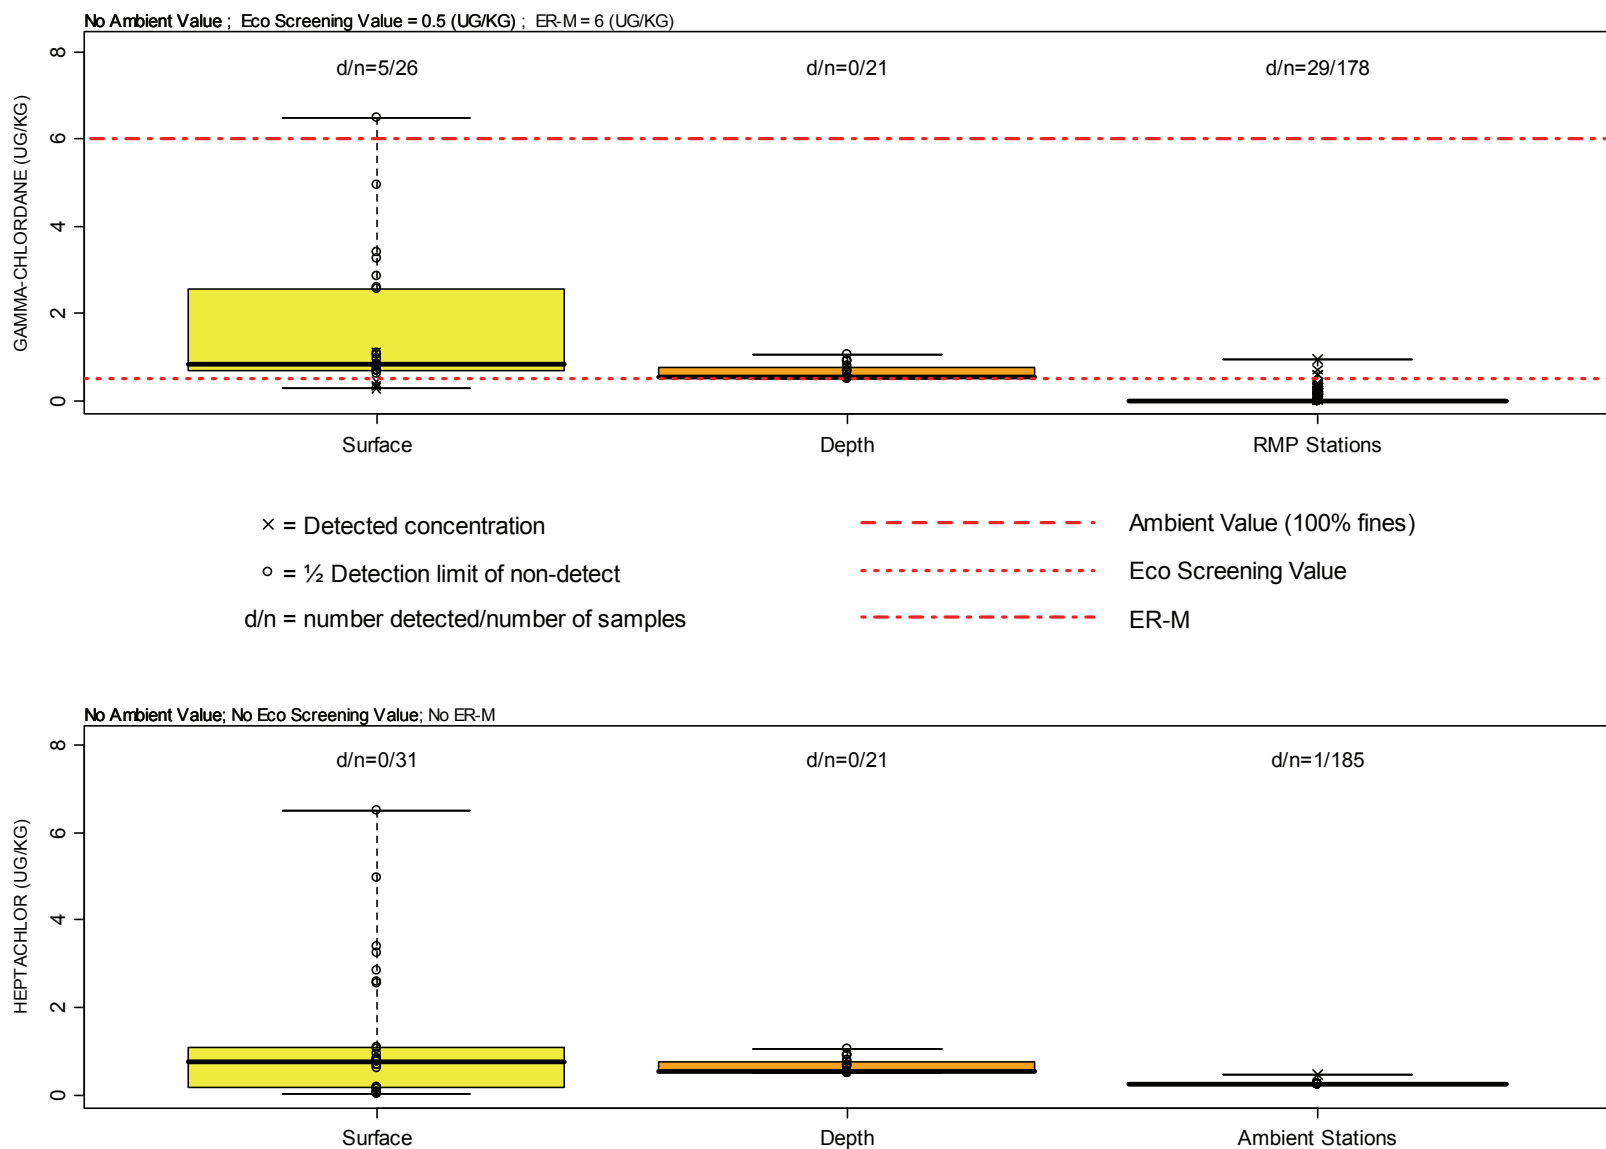 No Ambient Value ; Eco Screening Value = 0.5 (UG/KG) ; ER-M = 6 (UG/KG)
GAMMA-CHLORDANE (UG/KG)
8
6
4
2
0
d/n=5/26
d/n=0/21
d/n=29/178
Surface
Depth
RMP Stations
× = Detected concentration
o = ½ Detection limit of non-detect
d/n = number detected/number of samples
Ambient Value (100% fines)
Eco Screening Value
ER-M
No Ambient Value; No Eco Screening Value; No ER-M
HEPTACHLOR (UG/KG)
8
6
4
2
0
d/n=0/31
d/n=0/21
d/n=1/185
Surface
Depth
Ambient Stations